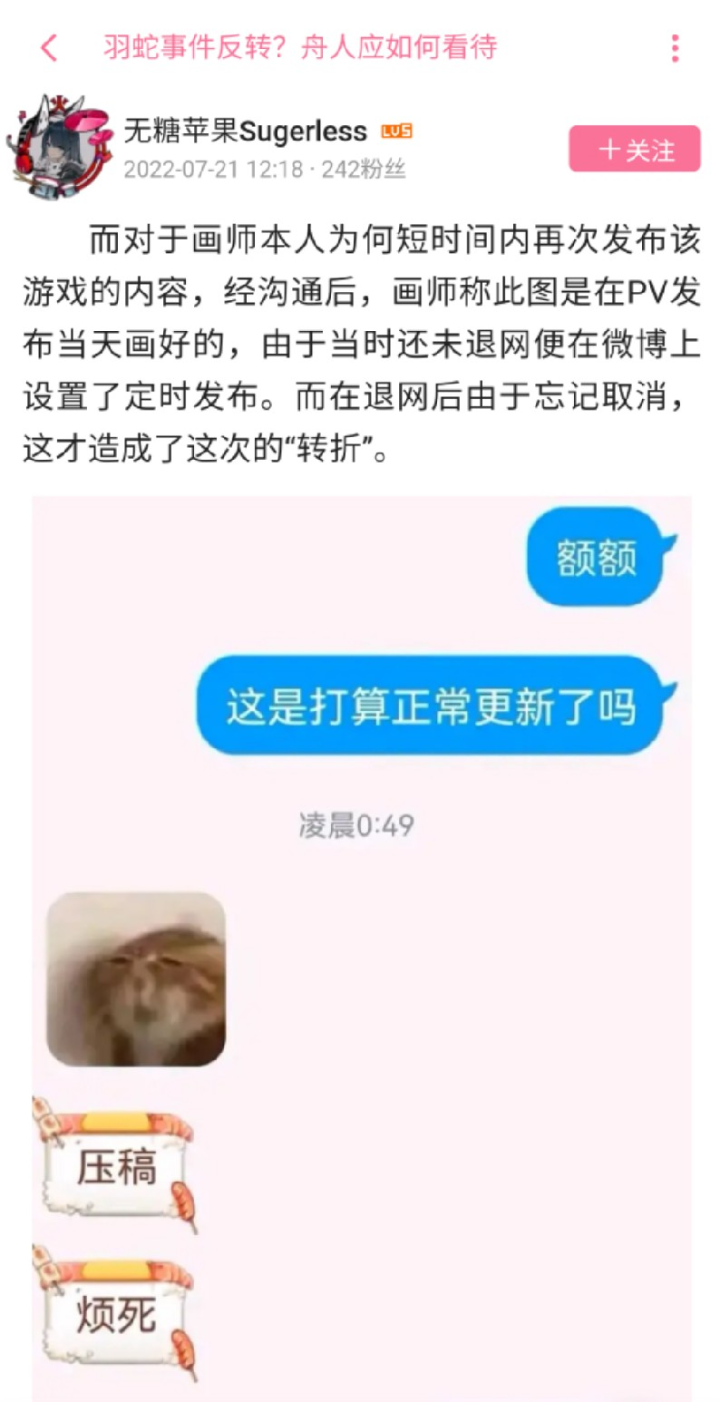 羽蛇事件反转？舟人应如何看待
无糖苹果Sugerless LV5
2022-07-21 12:18 · 242粉丝
＋关注
而对于画师本人为何短时间内再次发布该
游戏的内容，经沟通后，画师称此图是在PV发
布当天画好的，由于当时还未退网便在微博上
设置了定时发布。而在退网后由于忘记取消，
这才造成了这次的“转折”。
额额
这是打算正常更新了吗
凌晨0:49
压稿
烦死